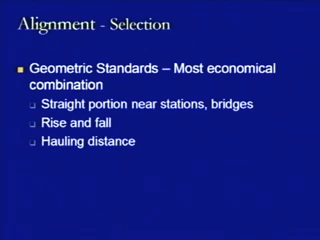 Alignment - Selection
Geometric Standards – Most economical
combination
Straight portion near stations, bridges
Rise and fall
Hauling distance